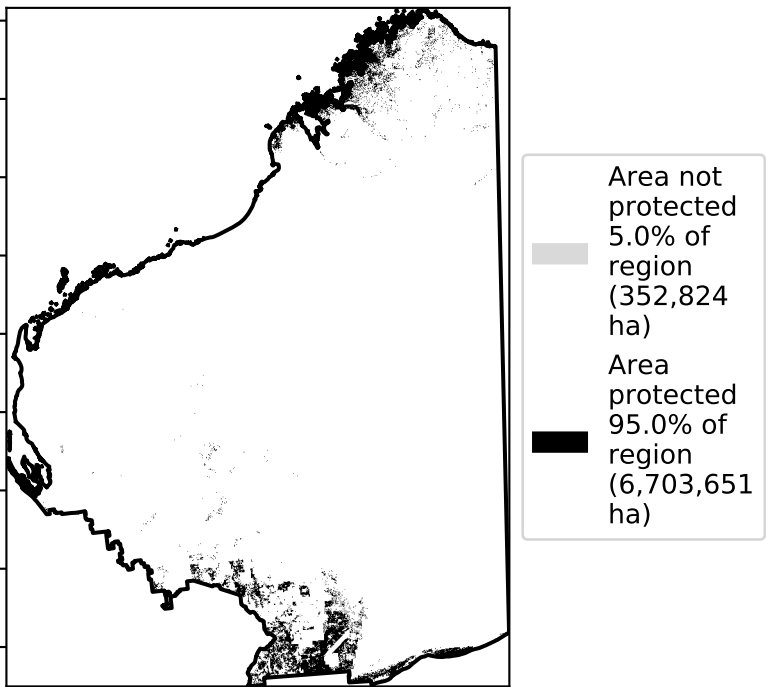 Area not
protected
5.0% of
region
(352,824
ha)
Area
protected
95.0% of
region
(6,703,651
ha)